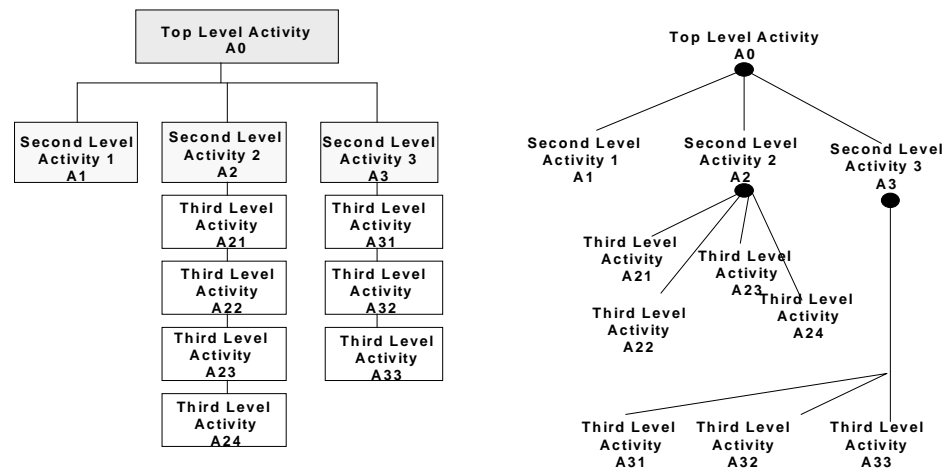 Top Level Activity
A0
Second Level
Activity 1
A1
Second Level
Activity 2
A2
Second Level
Activity 3
A3
Third Level
Activity
A21
Third Level
Activity
A22
Third Level
Activity
A23
Third Level
Activity
A24
Third Level
Activity
A31
Third Level
Activity
A32
Third Level
Activity
A33
Top Level Activity
A0
Second Level
Activity 1
A1
Second Level
Activity 2
A2
Second Level
Activity 3
A3
Third Level
Activity
A21
Third Level
Activity
A22
Third Level
Activity
A23
Third Level
Activity
A24
Third Level
Activity
A31
Third Level
Activity
A32
Third Level
Activity
A33